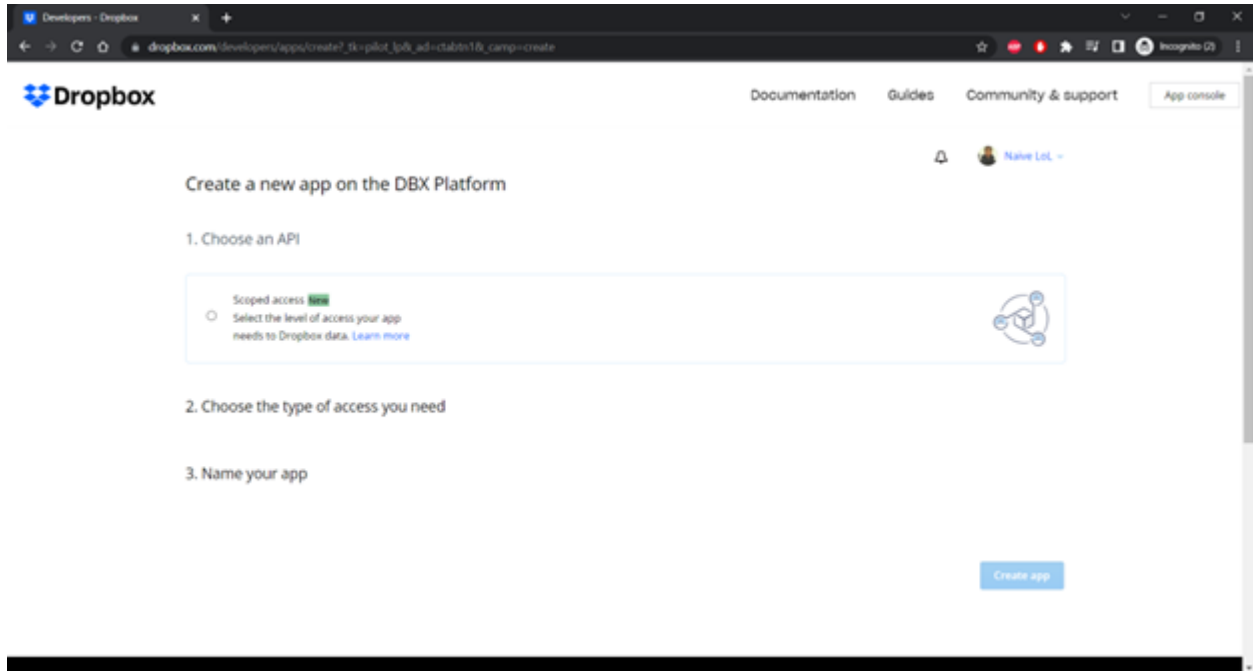 Developers - Dropbox
dropbox.com/developers/apps/create?_tk=pilot_lp&_ad=ctabtn1&_camp=create
Incognito (2)
Dropbox
Documentation Guides Community & support App console
Naive LoL
Create a new app on the DBX Platform
1. Choose an API
Scoped access New
Select the level of access your app
needs to Dropbox data. Learn more
2. Choose the type of access you need
3. Name your app
Create app